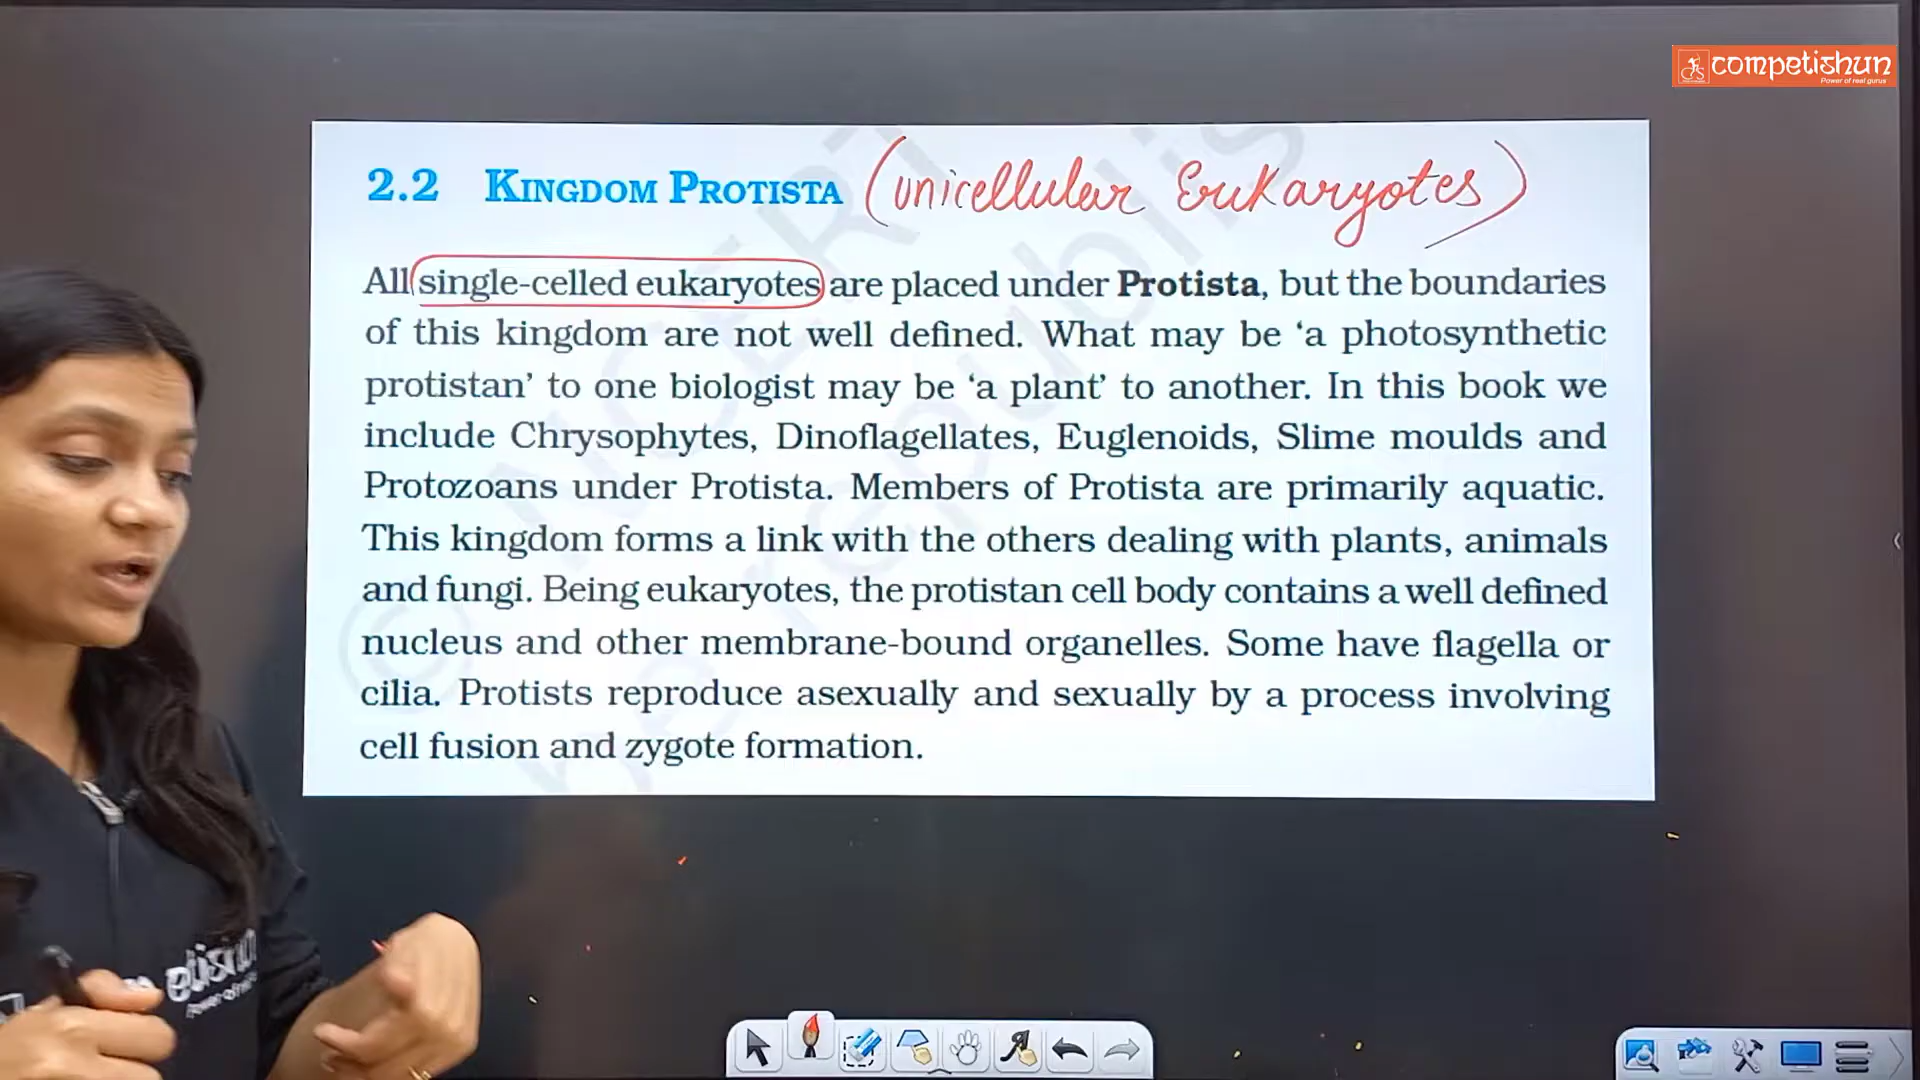 competishun
Power of real gurus
2.2 KINGDOM PROTISTA (unicellular Eukaryotes)
All single-celled eukaryotes are placed under Protista, but the boundaries
of this kingdom are not well defined. What may be ‘a photosynthetic
protistan’ to one biologist may be ‘a plant’ to another. In this book we
include Chrysophytes, Dinoflagellates, Euglenoids, Slime moulds and
Protozoans under Protista. Members of Protista are primarily aquatic.
This kingdom forms a link with the others dealing with plants, animals
and fungi. Being eukaryotes, the protistan cell body contains a well defined
nucleus and other membrane-bound organelles. Some have flagella or
cilia. Protists reproduce asexually and sexually by a process involving
cell fusion and zygote formation.